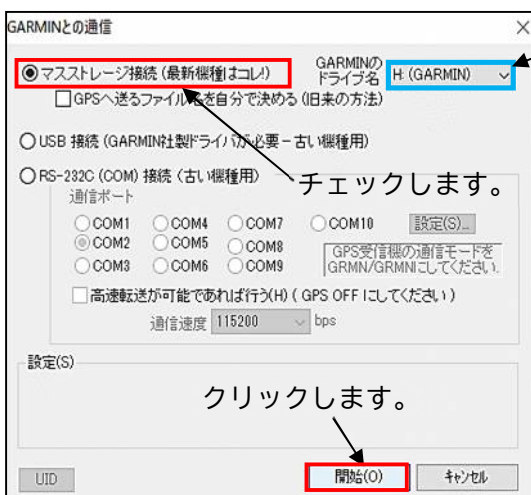 GARMINとの通信
マスストレージ接続 (最新機種はコレ!)
GARMINの
ドライブ名
H: (GARMIN)
GPSへ送るファイル名を自分で決める (旧来の方法)
USB 接続 (GARMIN社製ドライバが必要 – 古い機種用)
RS-232C (COM) 接続 (古い機種用)
チェックします。
通信ポート
COM1 COM4 COM7 COM10 設定(S)...
COM2 COM5 COM8
COM3 COM6 COM9
GPS受信機の通信モードを
GRMN/GRMNにしてください.
高速転送が可能であれば行う(H) ( GPS OFF にしてください )
通信速度 115200 bps
設定(S)
クリックします。
UID 開始(O) キャンセル